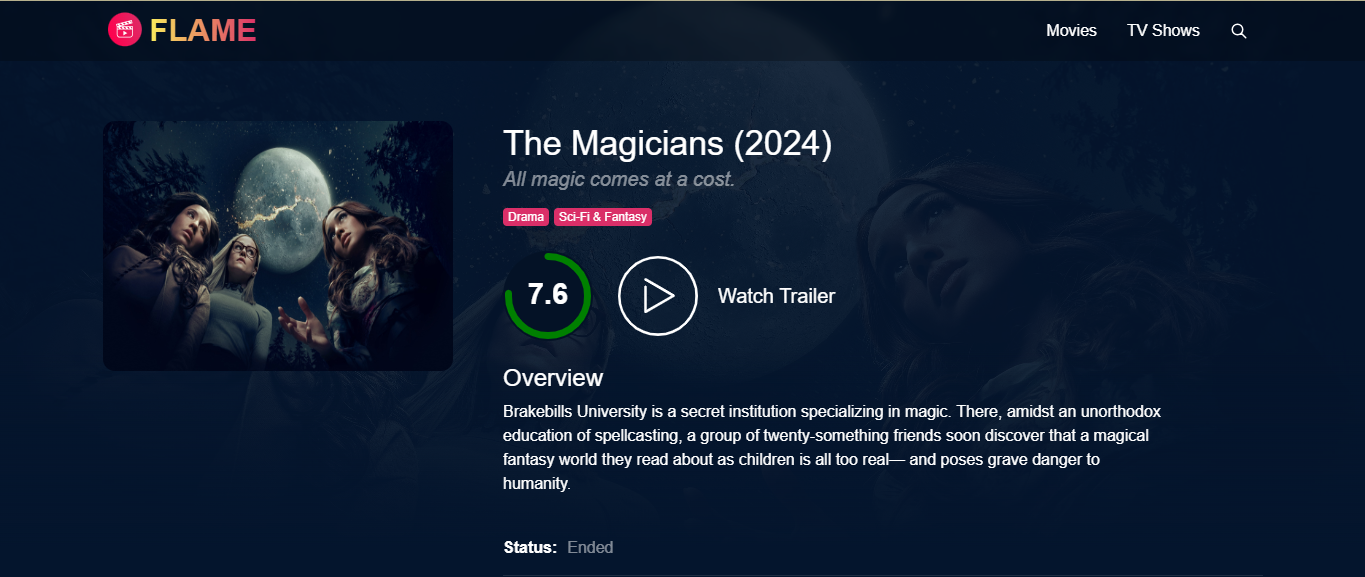 FLAME
Movies
TV Shows
The Magicians (2024)
All magic comes at a cost.
Drama
Sci-Fi & Fantasy
7.6
Watch Trailer
Overview
Brakebills University is a secret institution specializing in magic. There, amidst an unorthodox
education of spellcasting, a group of twenty-something friends soon discover that a magical
fantasy world they read about as children is all too real— and poses grave danger to
humanity.
Status: Ended